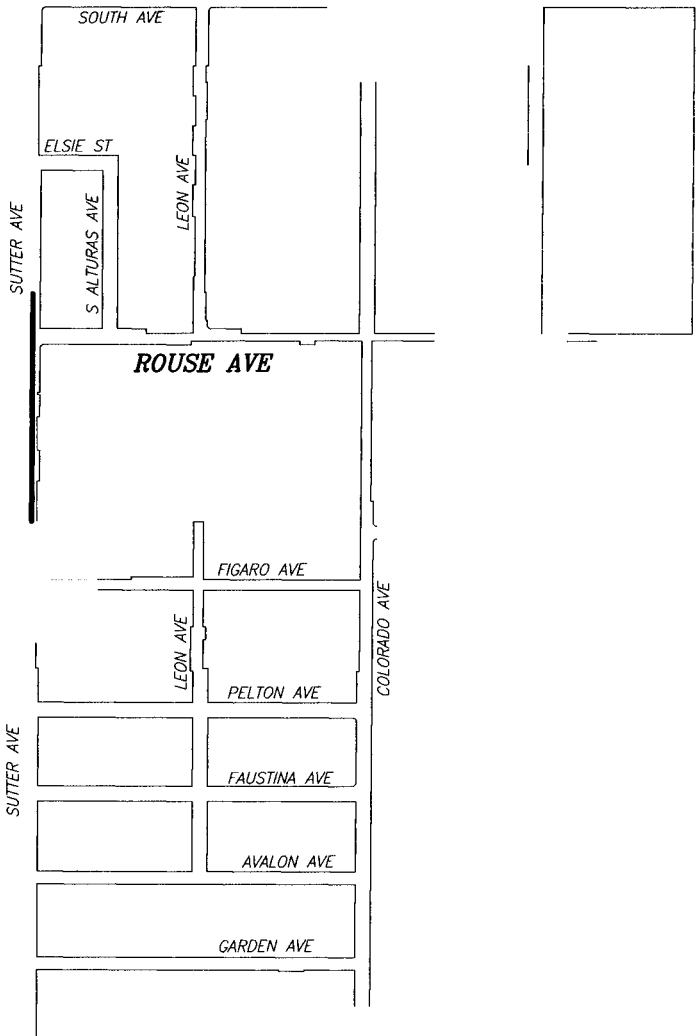 SOUTH AVE
ELSIE ST
LEON AVE
S ALTURAS AVE
SUTTER AVE
ROUSE AVE
FIGARO AVE
LEON AVE
COLORADO AVE
PELTON AVE
SUTTER AVE
FAUSTINA AVE
AVALON AVE
GARDEN AVE